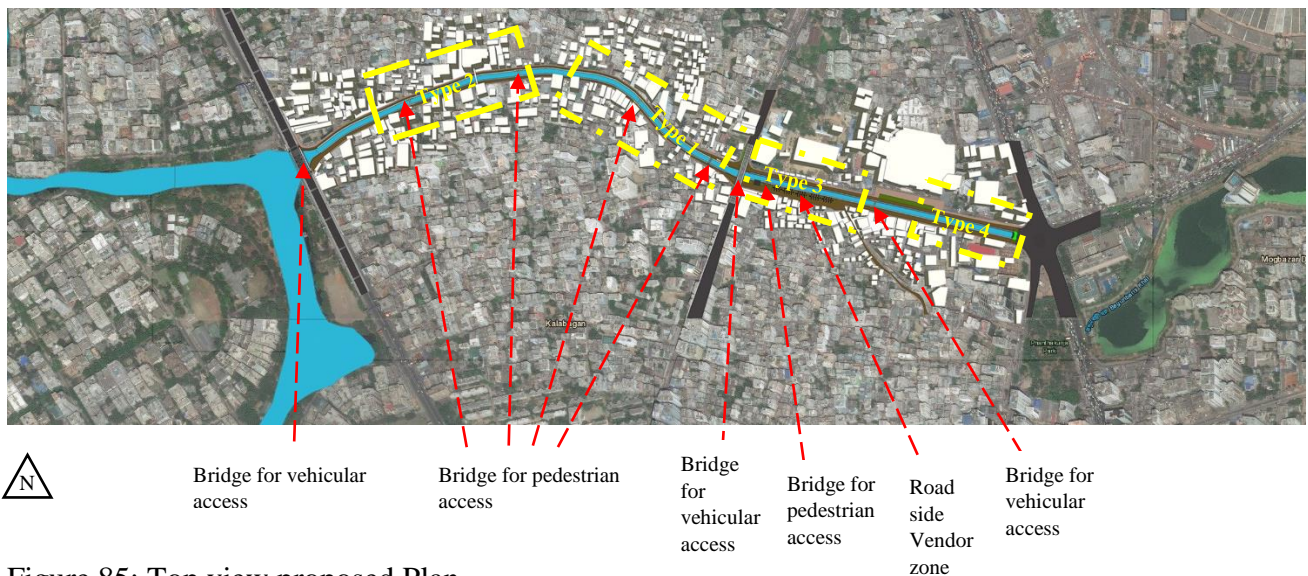 Type 2
Type 1
Type 3
Type 4
Mogbazar
Kalabagan
N
Bridge for vehicular
access
Bridge for pedestrian
access
Bridge
for
vehicular
access
Bridge for
pedestrian
access
Road
side
Vendor
zone
Bridge for
vehicular
access
Figure 85: Top view proposed Plan